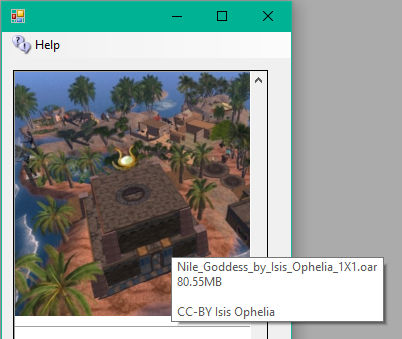 Help
Nile_Goddess_by_Isis_Ophelia_1X1.oar
80.55MB
CC-BY Isis Ophelia